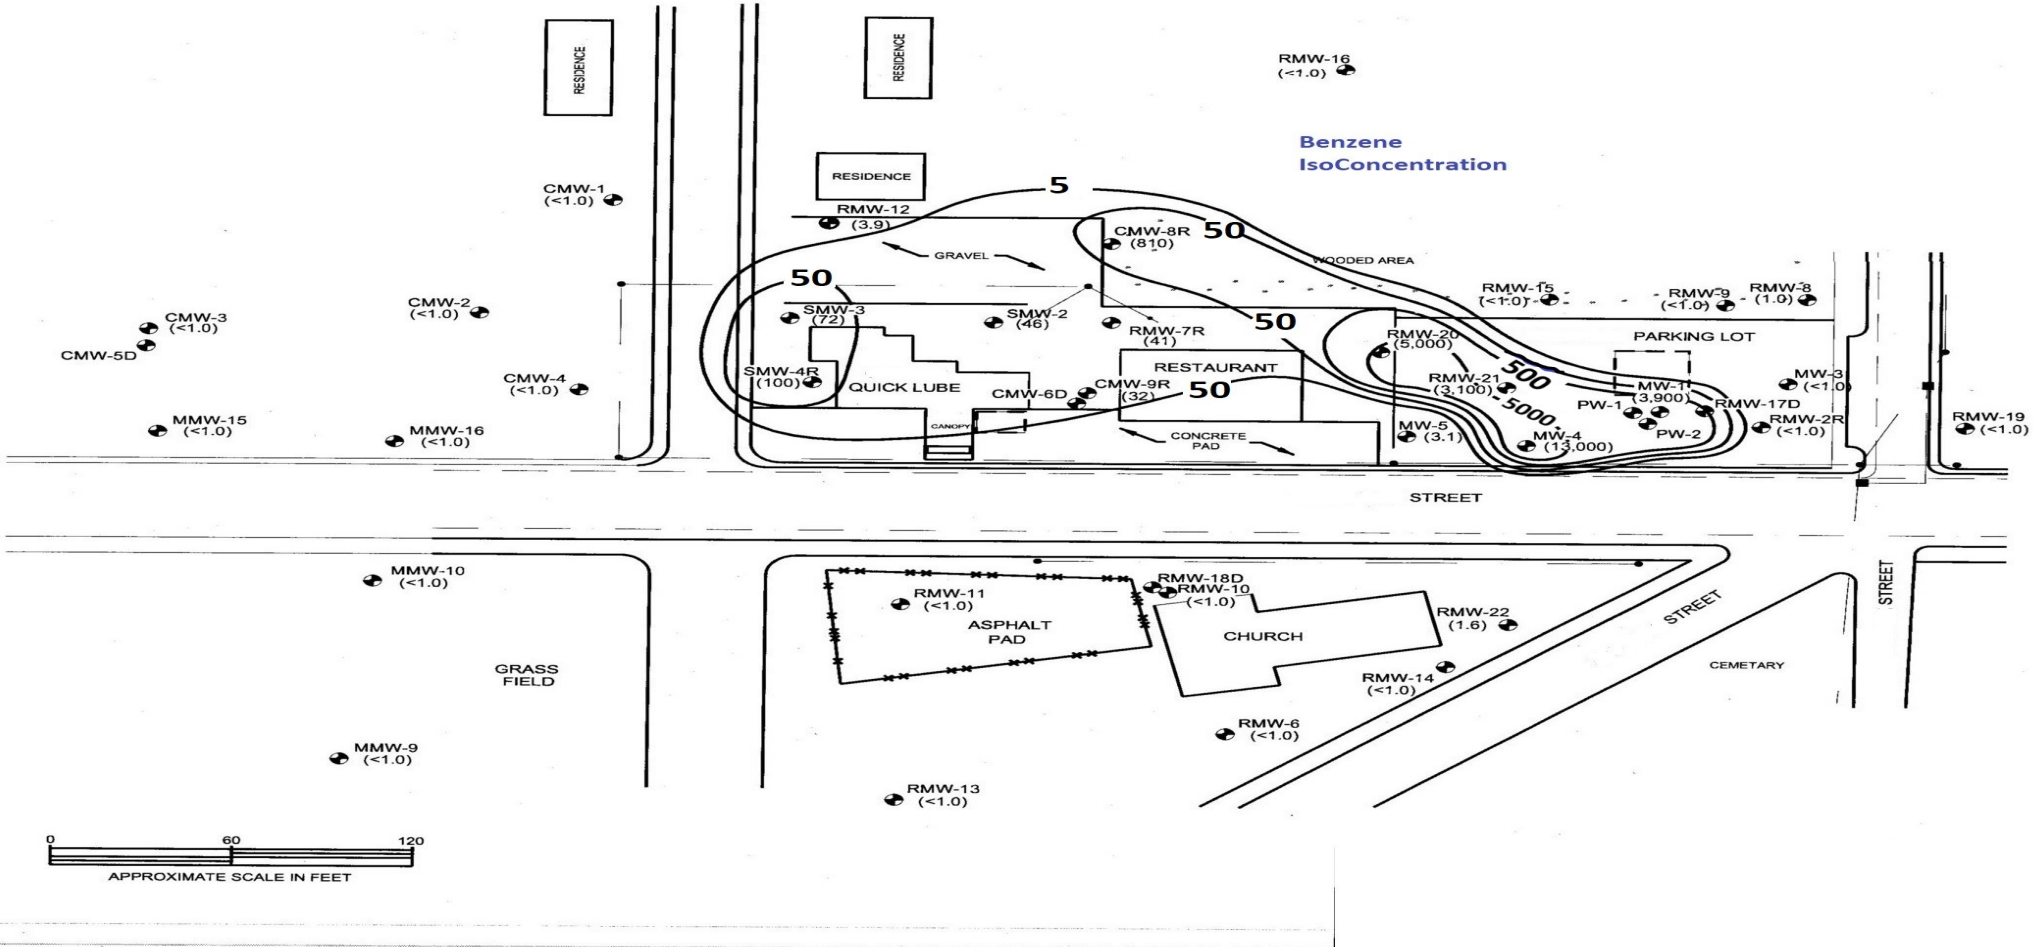 RESIDENCE
RESIDENCE
RMW-16
(<1.0)
Benzene
IsoConcentration
RESIDENCE
CMW-1
(<1.0)
5
RMW-12
(3.9)
CMW-8R
(810)
50
GRAVEL
WOODED AREA
50
CMW-2
(<1.0)
CMW-3
(<1.0)
CMW-5D
SMW-3
(72)
SMW-2
(46)
RMW-7R
(41)
50
RMW-15
(<1.0)
RMW-9
(<1.0)
RMW-8
(1.0)
PARKING LOT
RMW-20
(5,000)
RESTAURANT
CMW-4
(<1.0)
SMW-4R
(100)
QUICK LUBE
CMW-6D
CMW-9R
(32)
50
RMW-21
(3,100)
500
5000
MW-1
(3,900)
PW-1
PW-2
RMW-17D
MW-3
(<1.0)
RMW-2R
(<1.0)
RMW-19
(<1.0)
MMW-15
(<1.0)
MMW-16
(<1.0)
CANOPY
CONCRETE
PAD
MW-5
(3.1)
MW-4
(13,000)
STREET
MMW-10
(<1.0)
RMW-11
(<1.0)
ASPHALT
PAD
RMW-18D
RMW-10
(<1.0)
CHURCH
RMW-22
(1.6)
STREET
STREET
GRASS
FIELD
RMW-14
(<1.0)
CEMETARY
RMW-6
(<1.0)
MMW-9
(<1.0)
RMW-13
(<1.0)
0 60 120
APPROXIMATE SCALE IN FEET